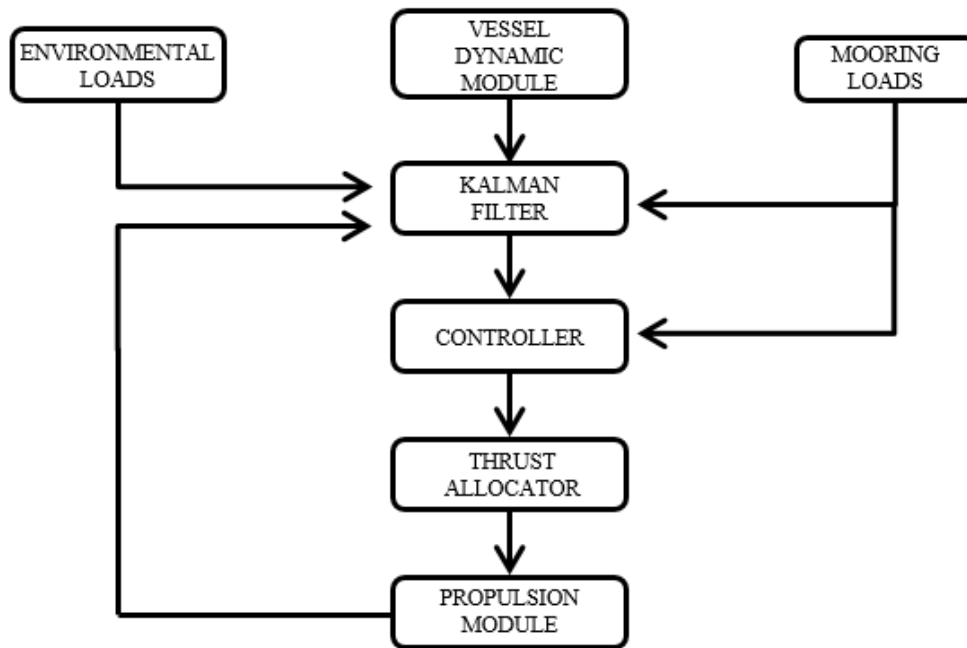 ENVIRONMENTAL
LOADS
VESSEL
DYNAMIC
MODULE
MOORING
LOADS
KALMAN
FILTER
CONTROLLER
THRUST
ALLOCATOR
PROPULSION
MODULE